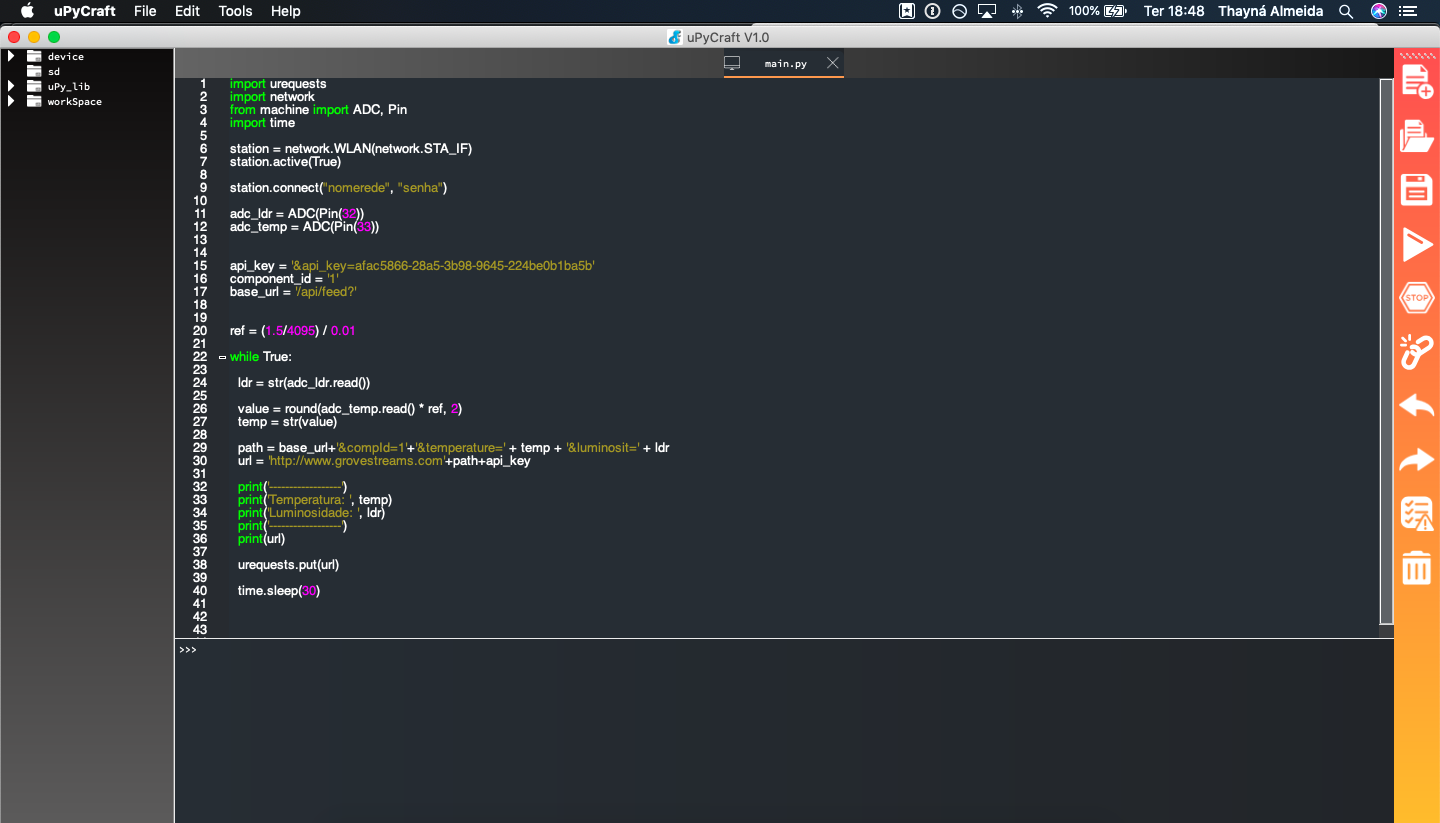 uPyCraft File Edit Tools Help 100% Ter 18:48 Thayná Almeida
uPyCraft V1.0
device
sd
uPy_lib
workSpace
main.py
1 import urequests
2 import network
3 from machine import ADC, Pin
4 import time
5
6 station = network.WLAN(network.STA_IF)
7 station.active(True)
8
9 station.connect("nomerede", "senha")
10
11 adc_ldr = ADC(Pin(32))
12 adc_temp = ADC(Pin(33))
13
14
15 api_key = '&api_key=afac5866-28a5-3b98-9645-224be0b1ba5b'
16 component_id = '1'
17 base_url = '/api/feed?'
18
19
20 ref = (1.5/4095) / 0.01
21
22 while True:
23
24 ldr = str(adc_ldr.read())
25
26 value = round(adc_temp.read() * ref, 2)
27 temp = str(value)
28
29 path = base_url+'&compId=1'+'&temperature=' + temp + '&luminosit=' + ldr
30 url = 'http://www.grovestreams.com'+path+api_key
31
32 print('------------------')
33 print('Temperatura: ', temp)
34 print('Luminosidade: ', ldr)
35 print('------------------')
36 print(url)
37
38 urequests.put(url)
39
40 time.sleep(30)
41
42
43
>>>
STOP